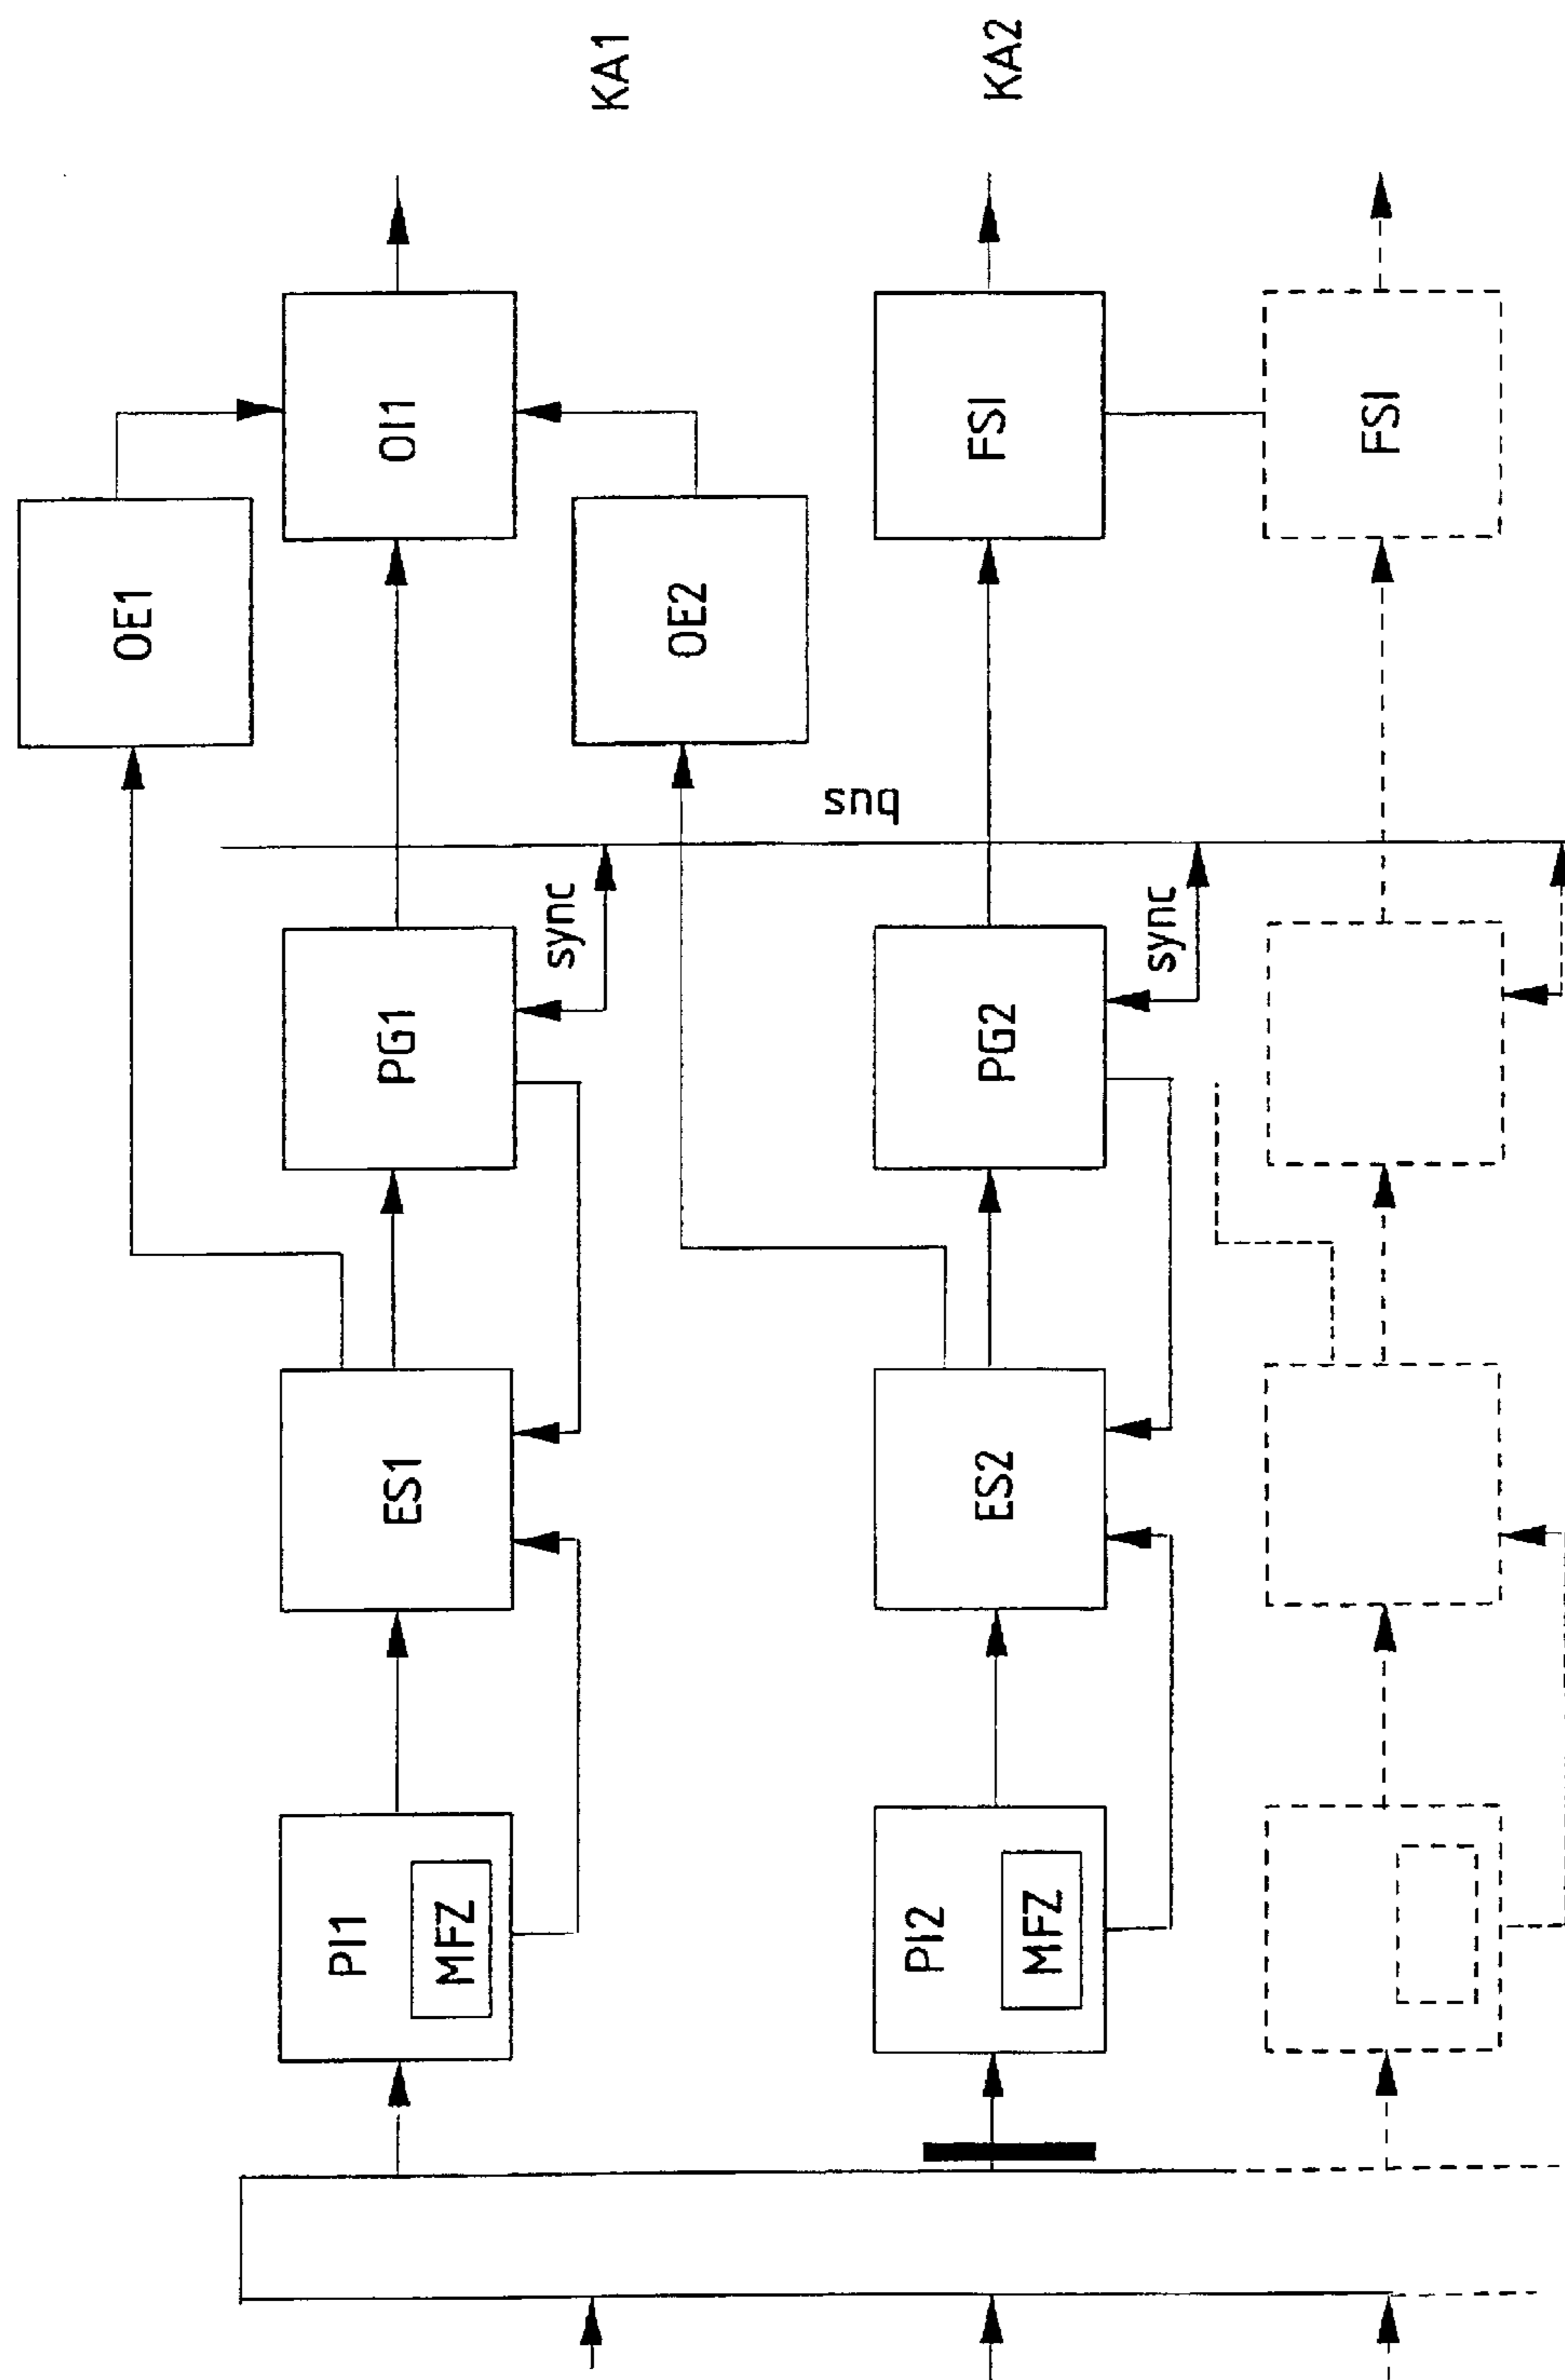 OE1
PI1
ES1
PG1
OI1
MFZ
sync
KA1
OE2
bus
PI2
ES2
PG2
FSI
KA2
MFZ
sync
FSI